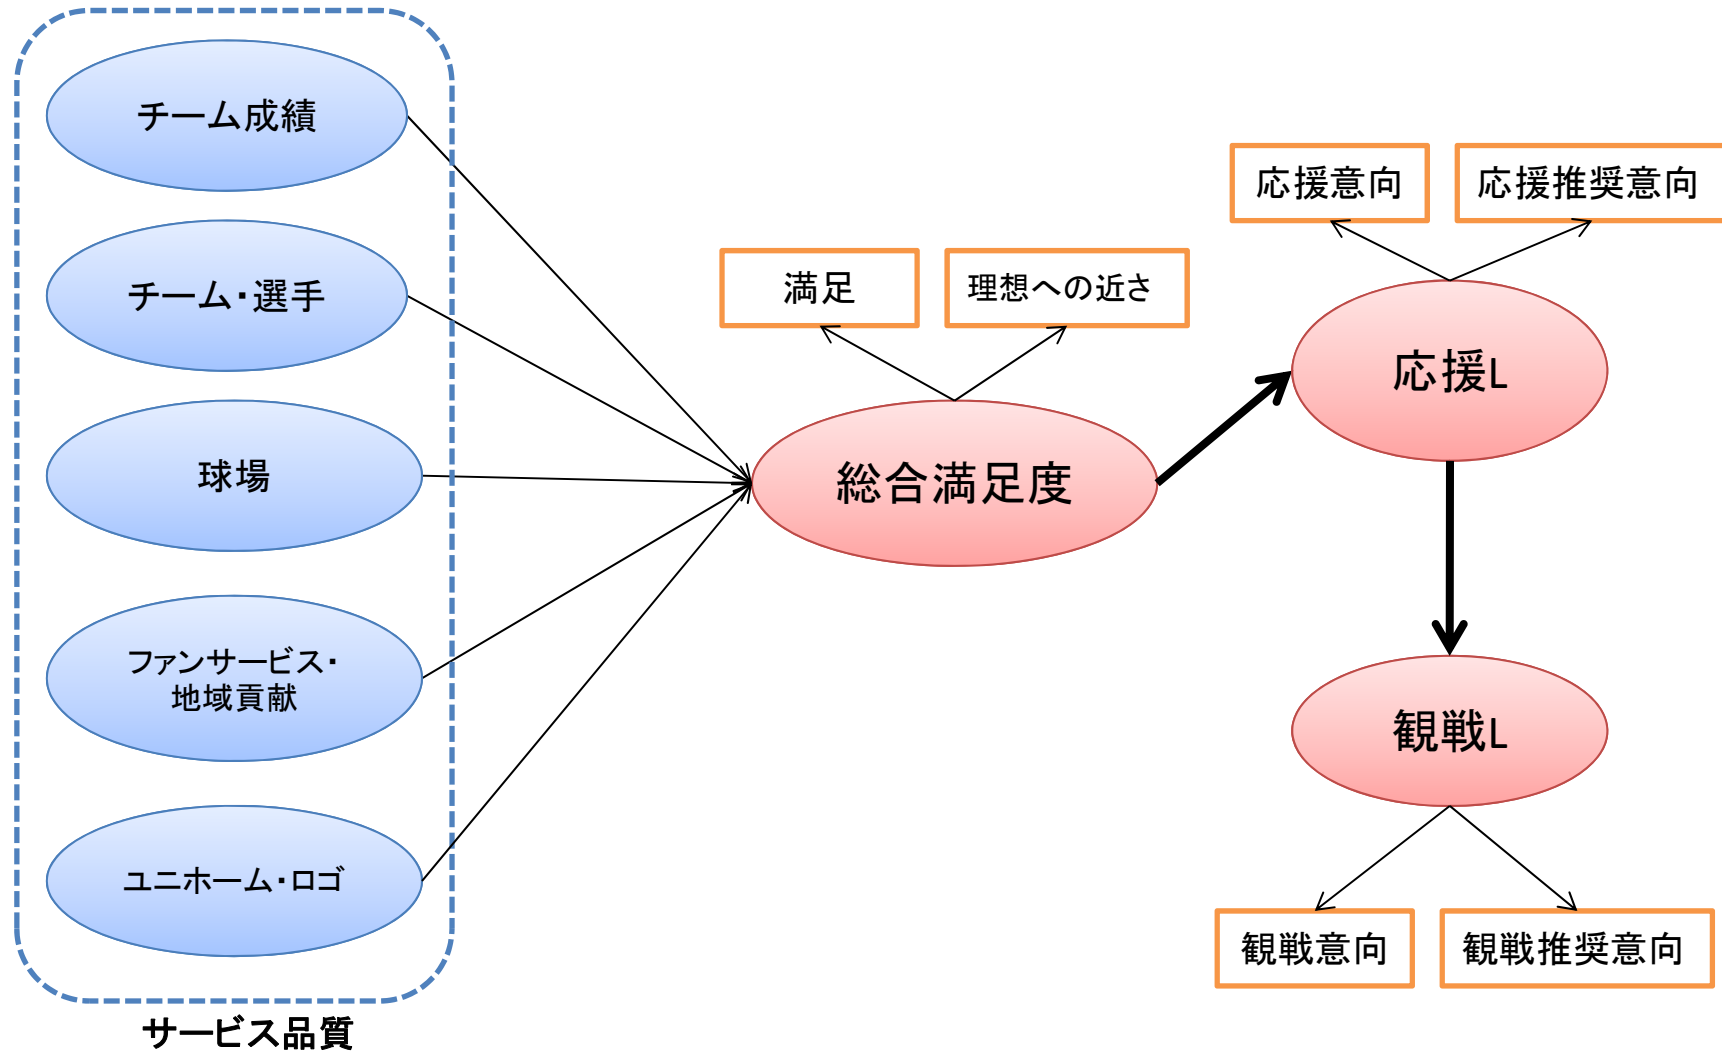 チーム成績
チーム・選手
球場
ファンサービス・
地域貢献
ユニホーム・ロゴ
サービス品質
満足
理想への近さ
総合満足度
応援意向
応援推奨意向
応援L
観戦L
観戦意向
観戦推奨意向